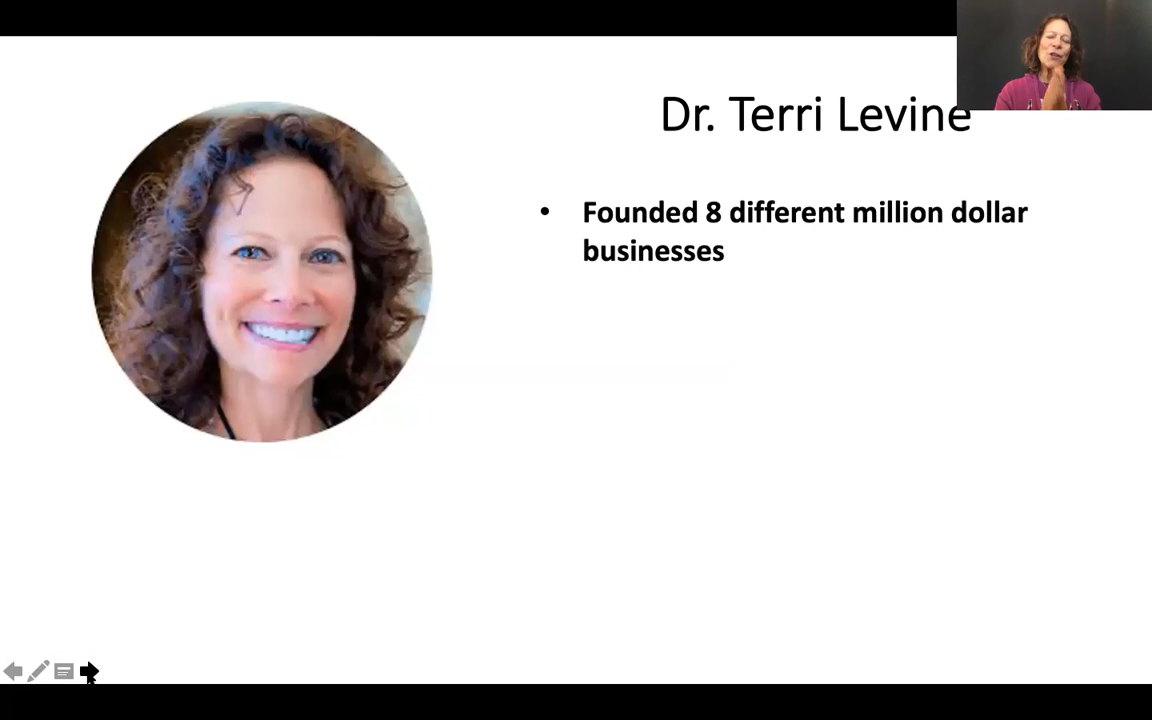 Dr. Terri Levine
• Founded 8 different million dollar
businesses